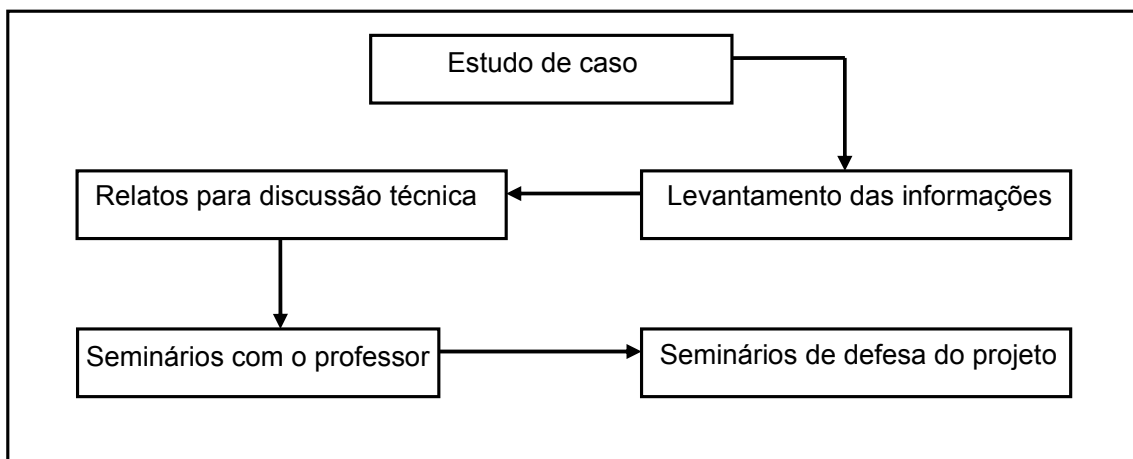 Estudo de caso
Levantamento das informações
Relatos para discussão técnica
Seminários com o professor
Seminários de defesa do projeto